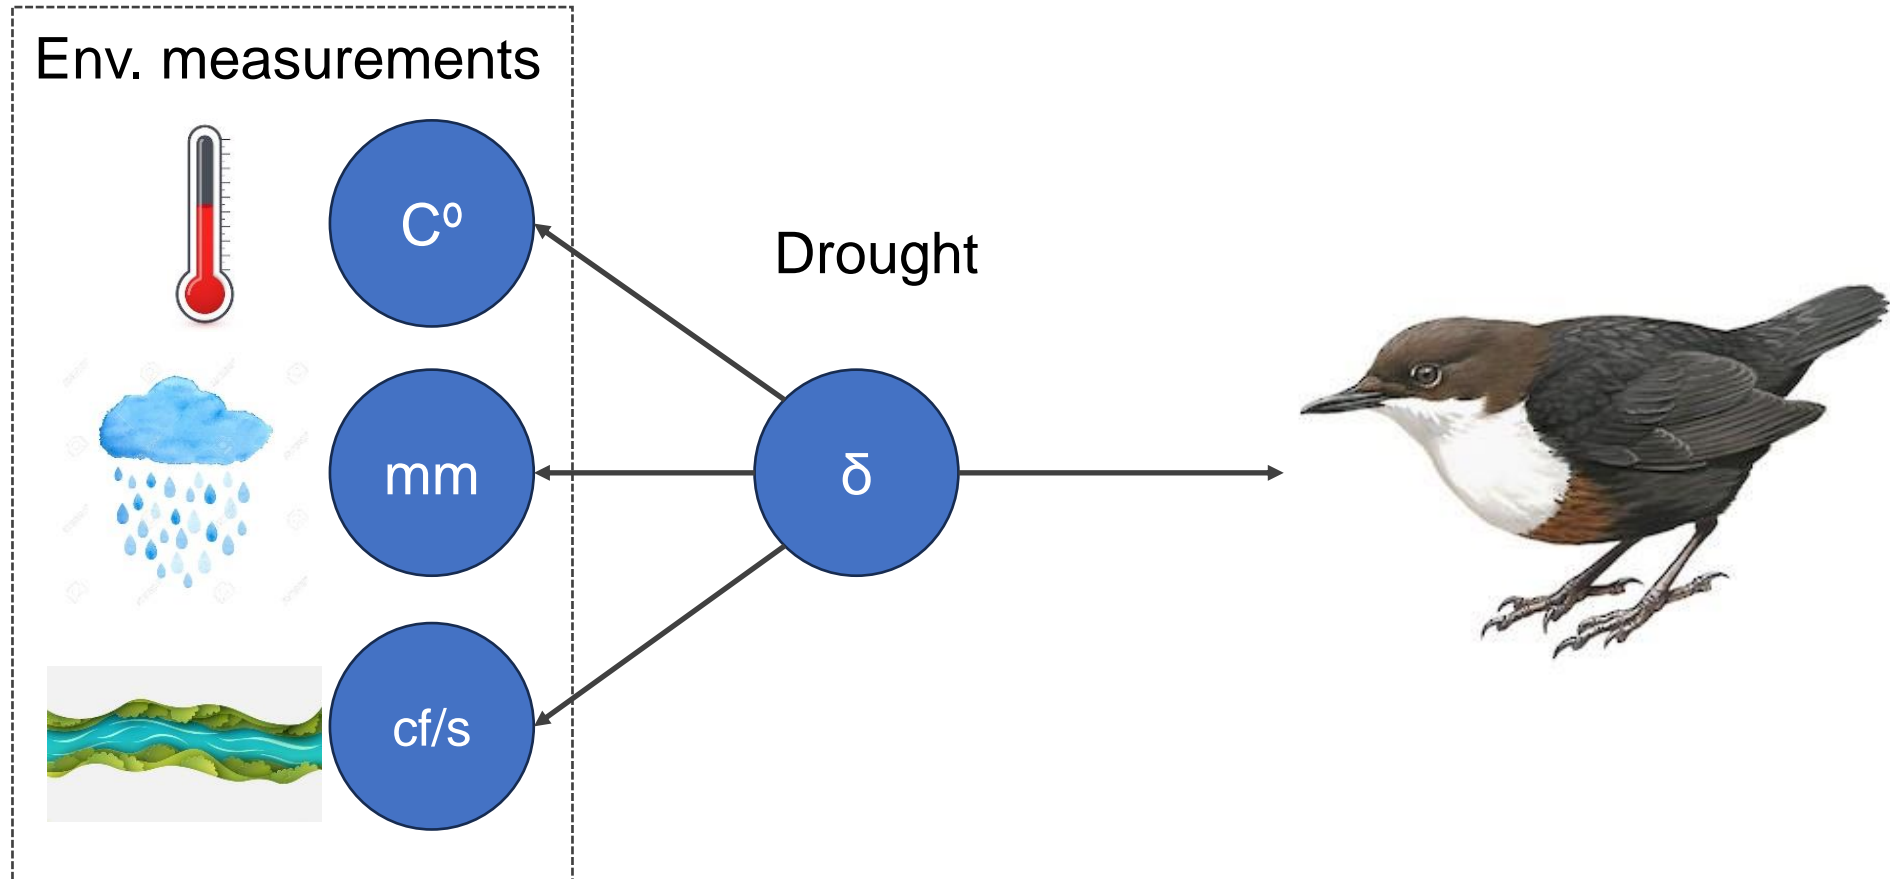 Env. measurements
Cº
Drought
mm
δ
cf/s